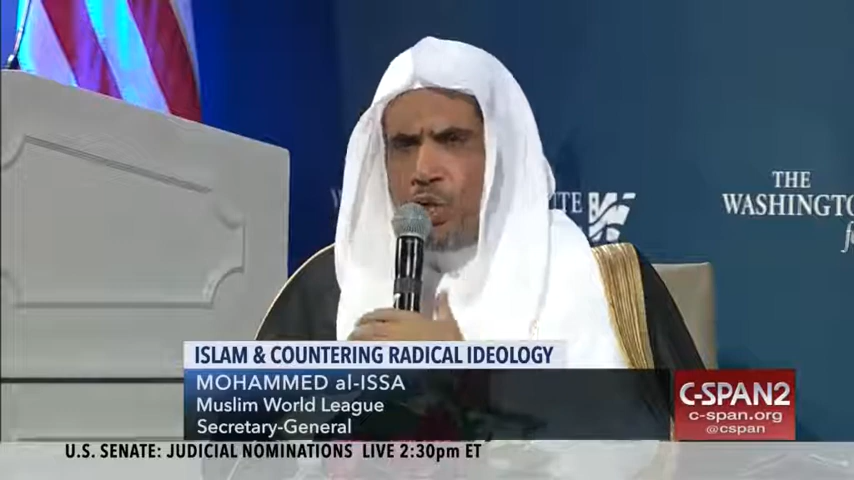 ITE
THE
WASHINGTO
f
ISLAM & COUNTERING RADICAL IDEOLOGY
MOHAMMED al-ISSA
Muslim World League
Secretary-General
C-SPAN2
c-span.org
@cspan
U.S. SENATE: JUDICIAL NOMINATIONS LIVE 2:30pm ET